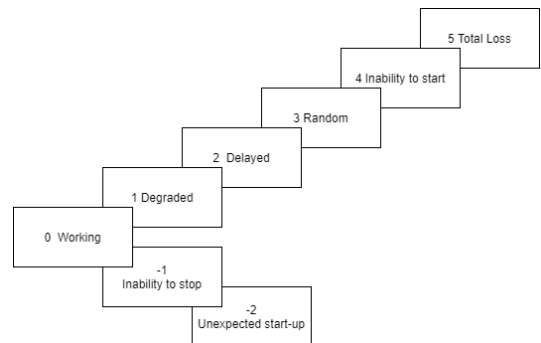 5 Total Loss
4 Inability to start
3 Random
2 Delayed
1 Degraded
0 Working
-1
Inability to stop
-2
Unexpected start-up